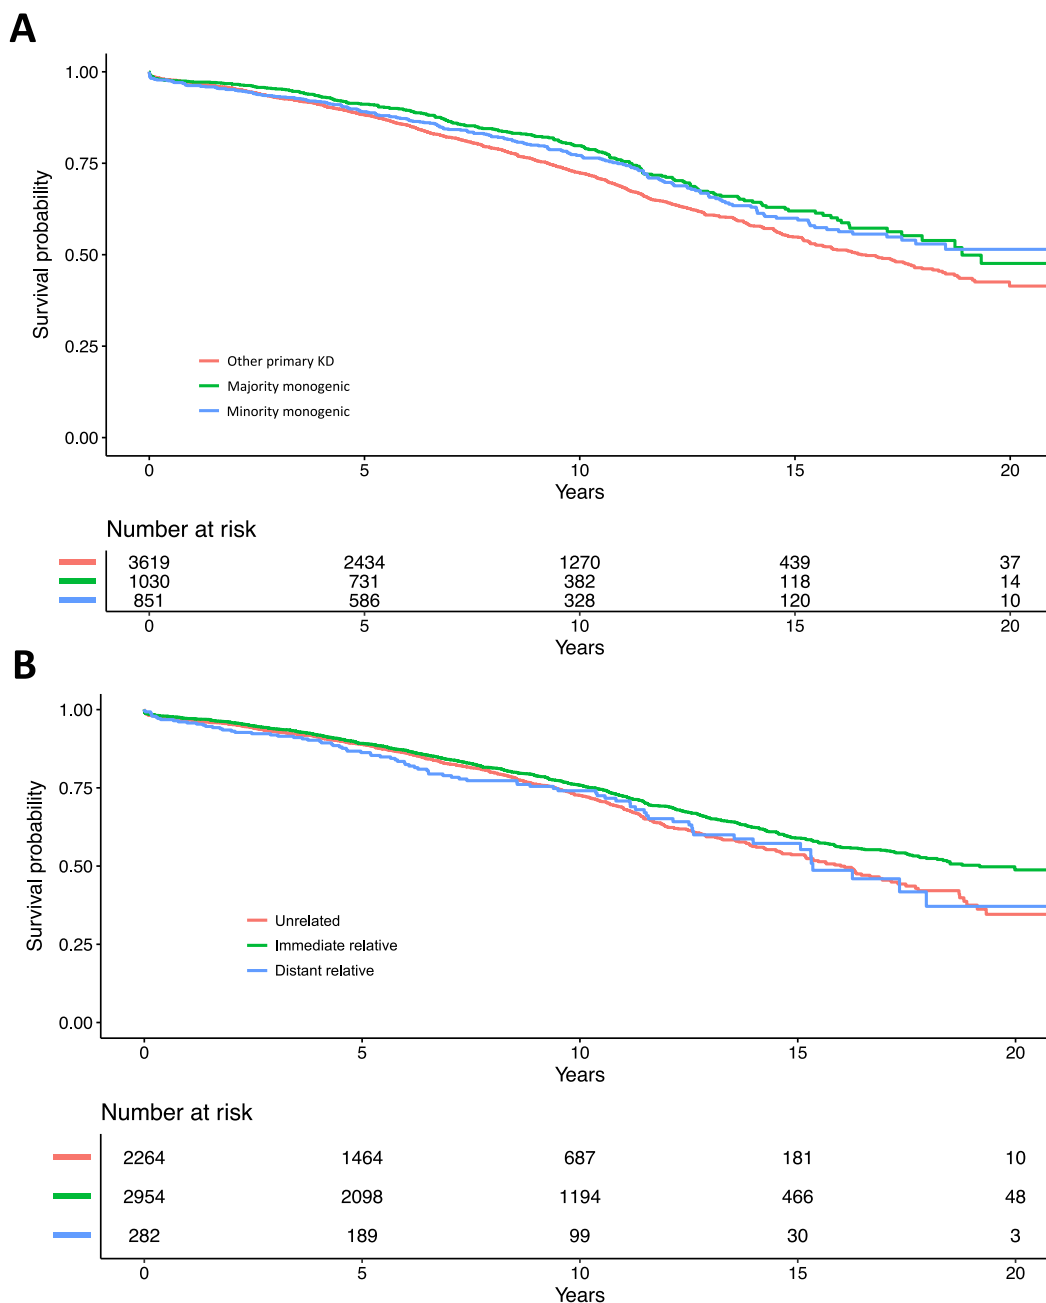 A
1.00
0.75
0.50
0.25
0.00
Survival probability
Other primary KD
Majority monogenic
Minority monogenic
0 5 10 15 20
Years
Number at risk
3619 2434 1270 439 37
1030 731 382 118 14
851 586 328 120 10
0 5 10 15 20
Years
B
1.00
0.75
0.50
0.25
0.00
Survival probability
Unrelated
Immediate relative
Distant relative
0 5 10 15 20
Years
Number at risk
2264 1464 687 181 10
2954 2098 1194 466 48
282 189 99 30 3
0 5 10 15 20
Years